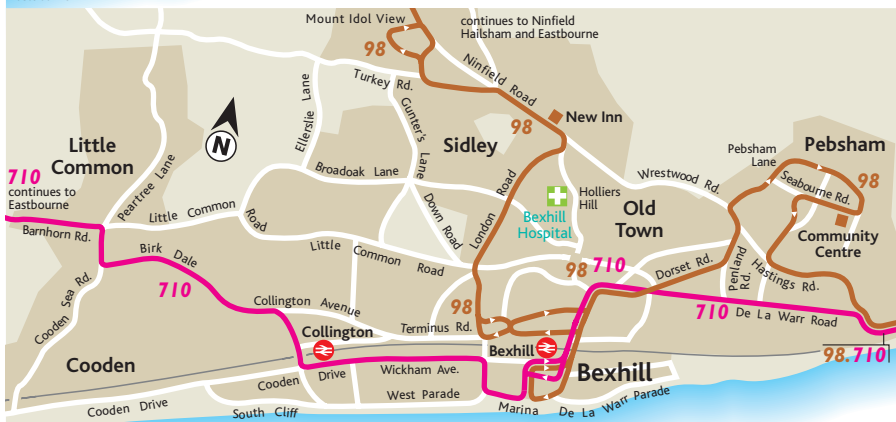 Mount Idol View
continues to Ninfield
Hailsham and Eastbourne
98
Turkey Rd.
Ninfield Road
Ellerslie Lane
Gunter's Lane
98
New Inn
N
Little
Common
Sidley
Pebsham
Pebsham
Lane
Peartree Lane
Broadoak Lane
Wrestwood Rd.
Seabourne Rd.
98
710
continues to
Eastbourne
London Road
Holliers
Hill
Bexhill
Hospital
Old
Town
Community
Centre
Little Common Road
Down Road
Barnhorn Rd.
Birk Dale
Little Common Road
98 710
Dorset Rd.
Penland
Rd.
Hastings Rd.
Cooden Sea Rd.
710
Collington Avenue
98
710
De La Warr Road
Terminus Rd.
Collington
Bexhill
98.710
Cooden
Cooden Drive
Wickham Ave.
Bexhill
West Parade
Cooden Drive
South Cliff
Marina
De La Warr Parade